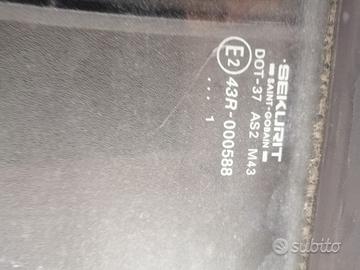 SEKURIT
SAINT-GOBAIN
DOT-37 AS2 M43
E2 43R-000588
... 1
subito